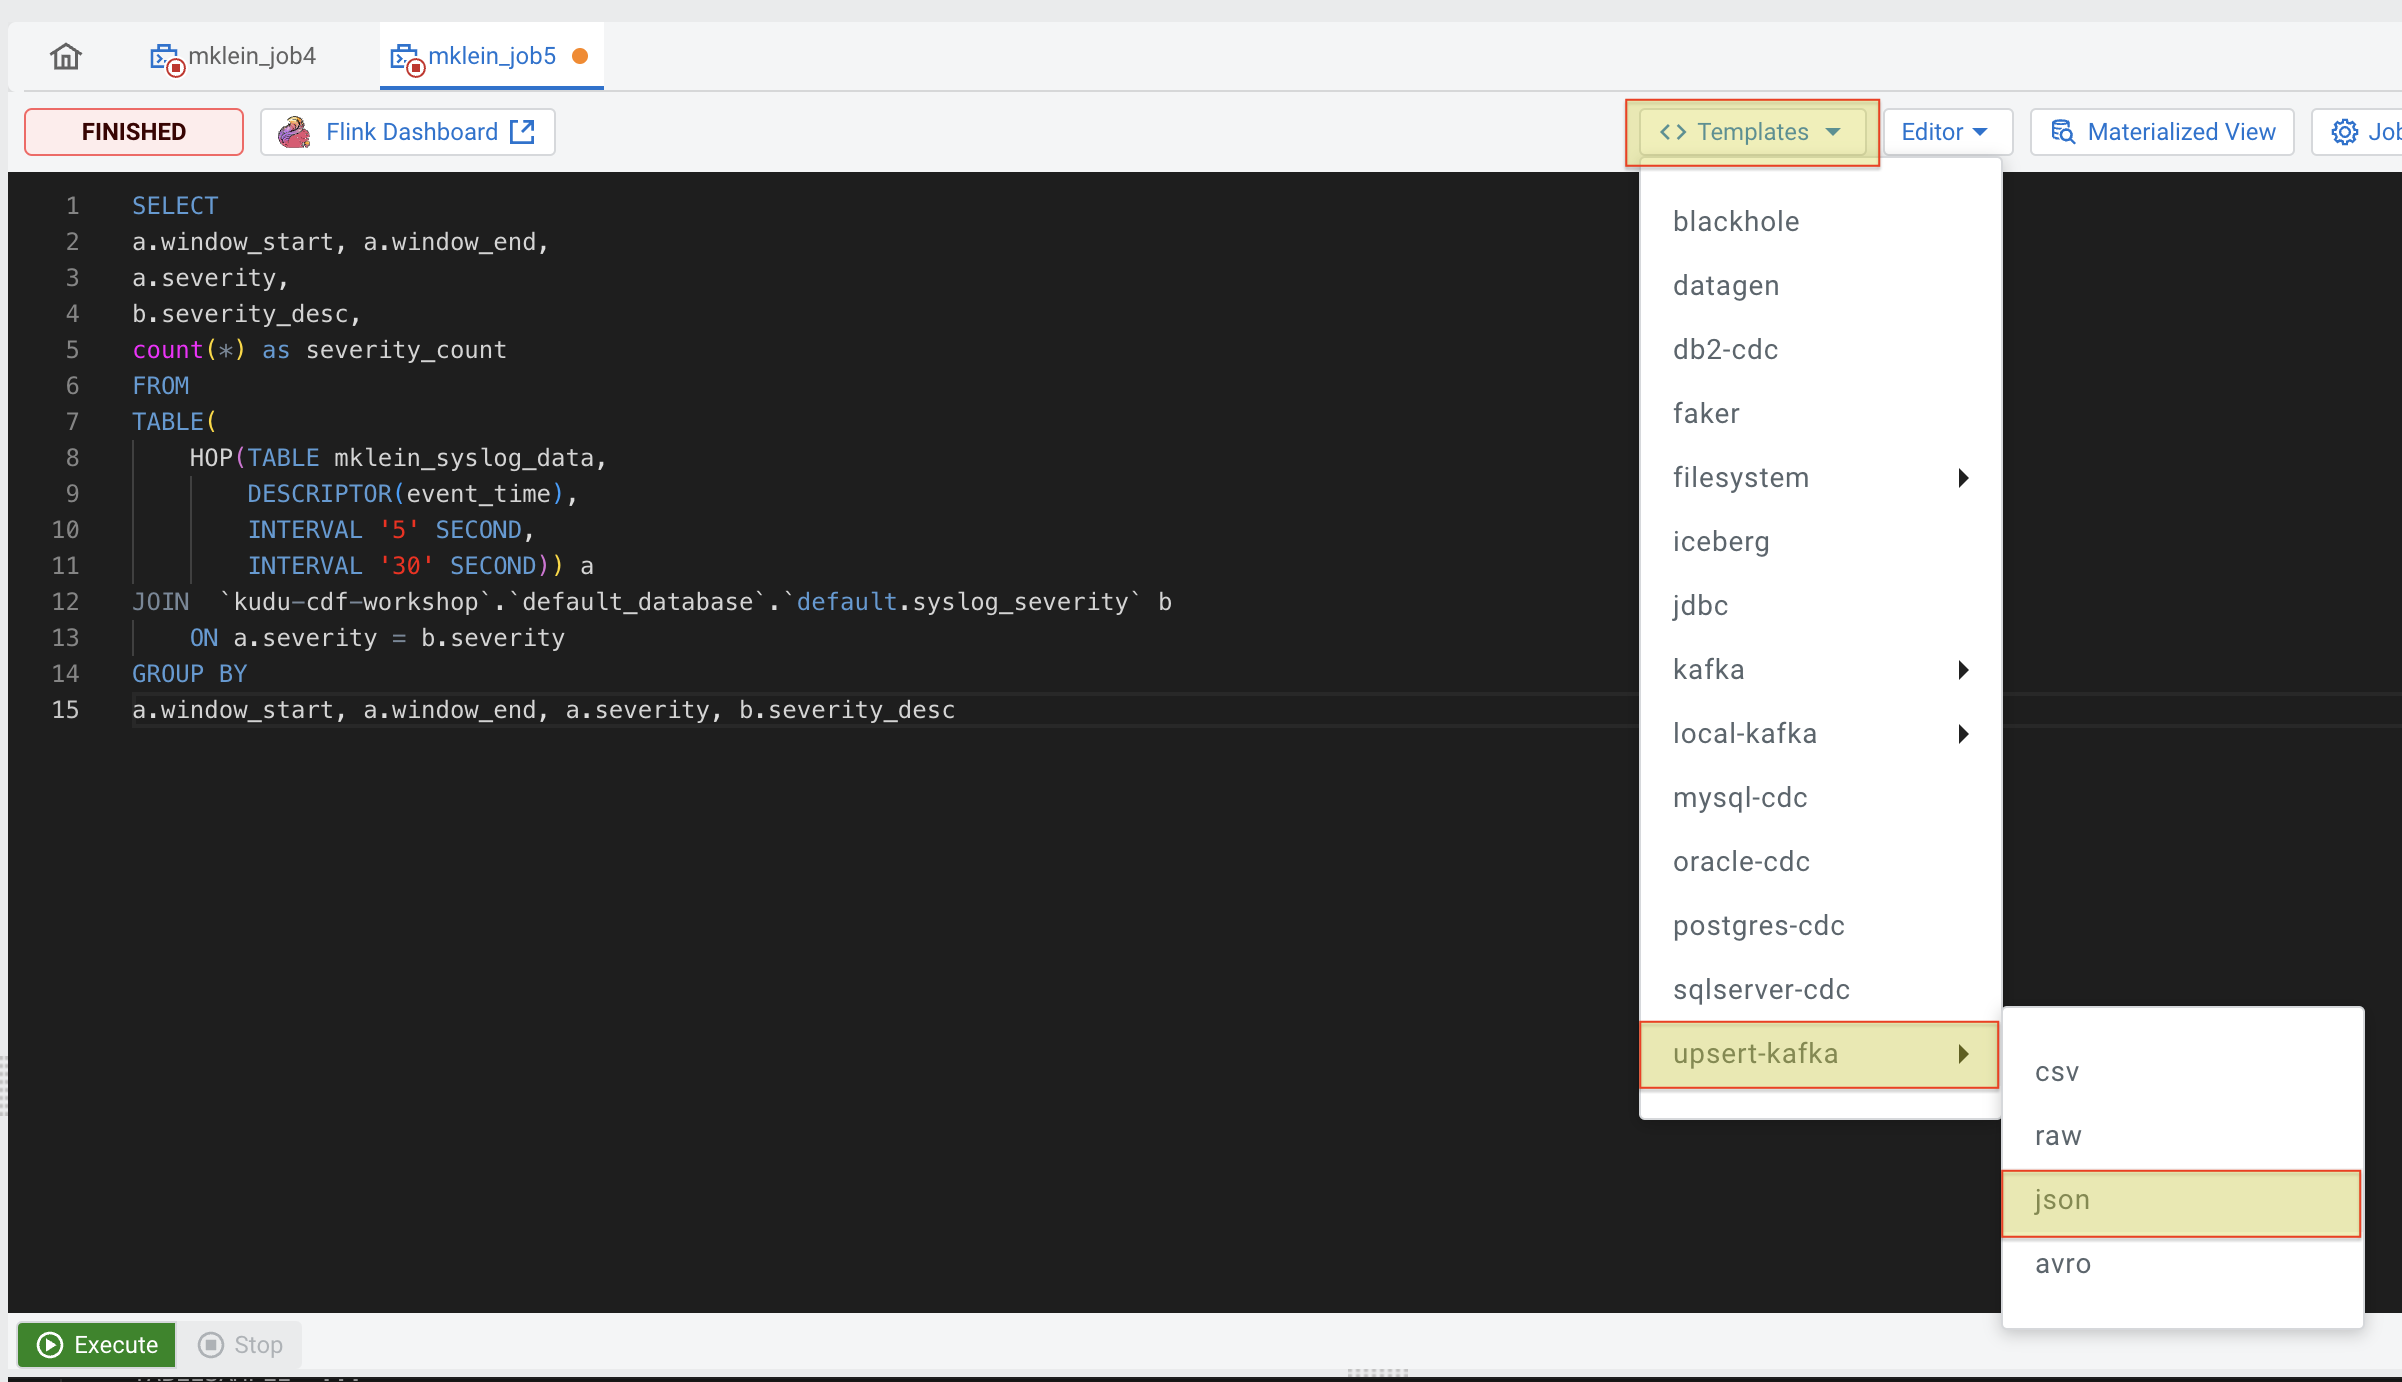 mklein_job4 mklein_job5
FINISHED Flink Dashboard <> Templates Editor Materialized View
1 SELECT
2 a.window_start, a.window_end,
3 a.severity,
4 b.severity_desc,
5 count(*) as severity_count
6 FROM
7 TABLE(
8 HOP(TABLE mklein_syslog_data,
9 DESCRIPTOR(event_time),
10 INTERVAL '5' SECOND,
11 INTERVAL '30' SECOND)) a
12 JOIN  `kudu-cdf-workshop`.`default_database`.`default.syslog_severity` b
13 ON a.severity = b.severity
14 GROUP BY
15 a.window_start, a.window_end, a.severity, b.severity_desc
blackhole
datagen
db2-cdc
faker
filesystem
iceberg
jdbc
kafka
local-kafka
mysql-cdc
oracle-cdc
postgres-cdc
sqlserver-cdc
upsert-kafka
csv
raw
json
avro
Execute Stop